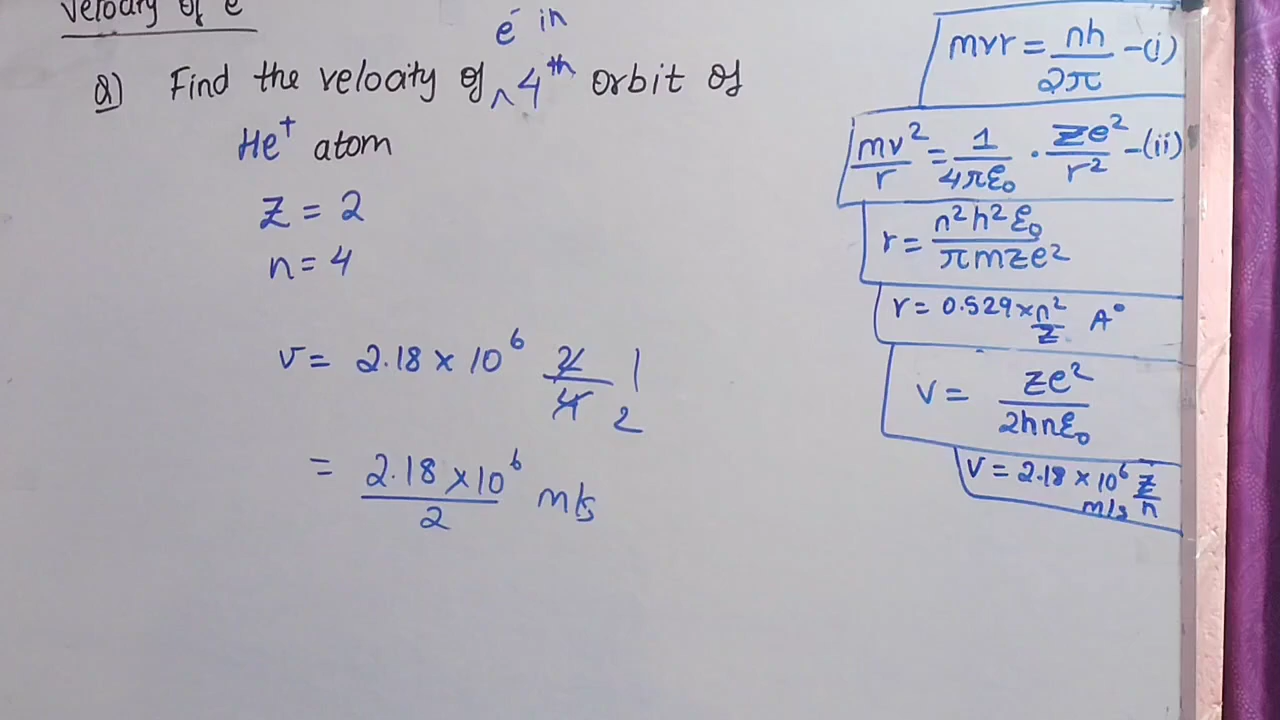 Velocity of e
Q) Find the velocity of e⁻ in 4ᵗʰ orbit of
He⁺ atom
Z = 2
n = 4
v = 2.18 × 10⁶ 2/4 1/2
= 2.18 × 10⁶ / 2 m/s
mvr = nh/2π –(i)
mv²/r = 1/4πε₀ · Ze²/r² –(ii)
r = n²h²ε₀/πmZe²
r = 0.529 × n²/Z A°
v = Ze²/2hnε₀
v = 2.18 × 10⁶ Z/n
m/s